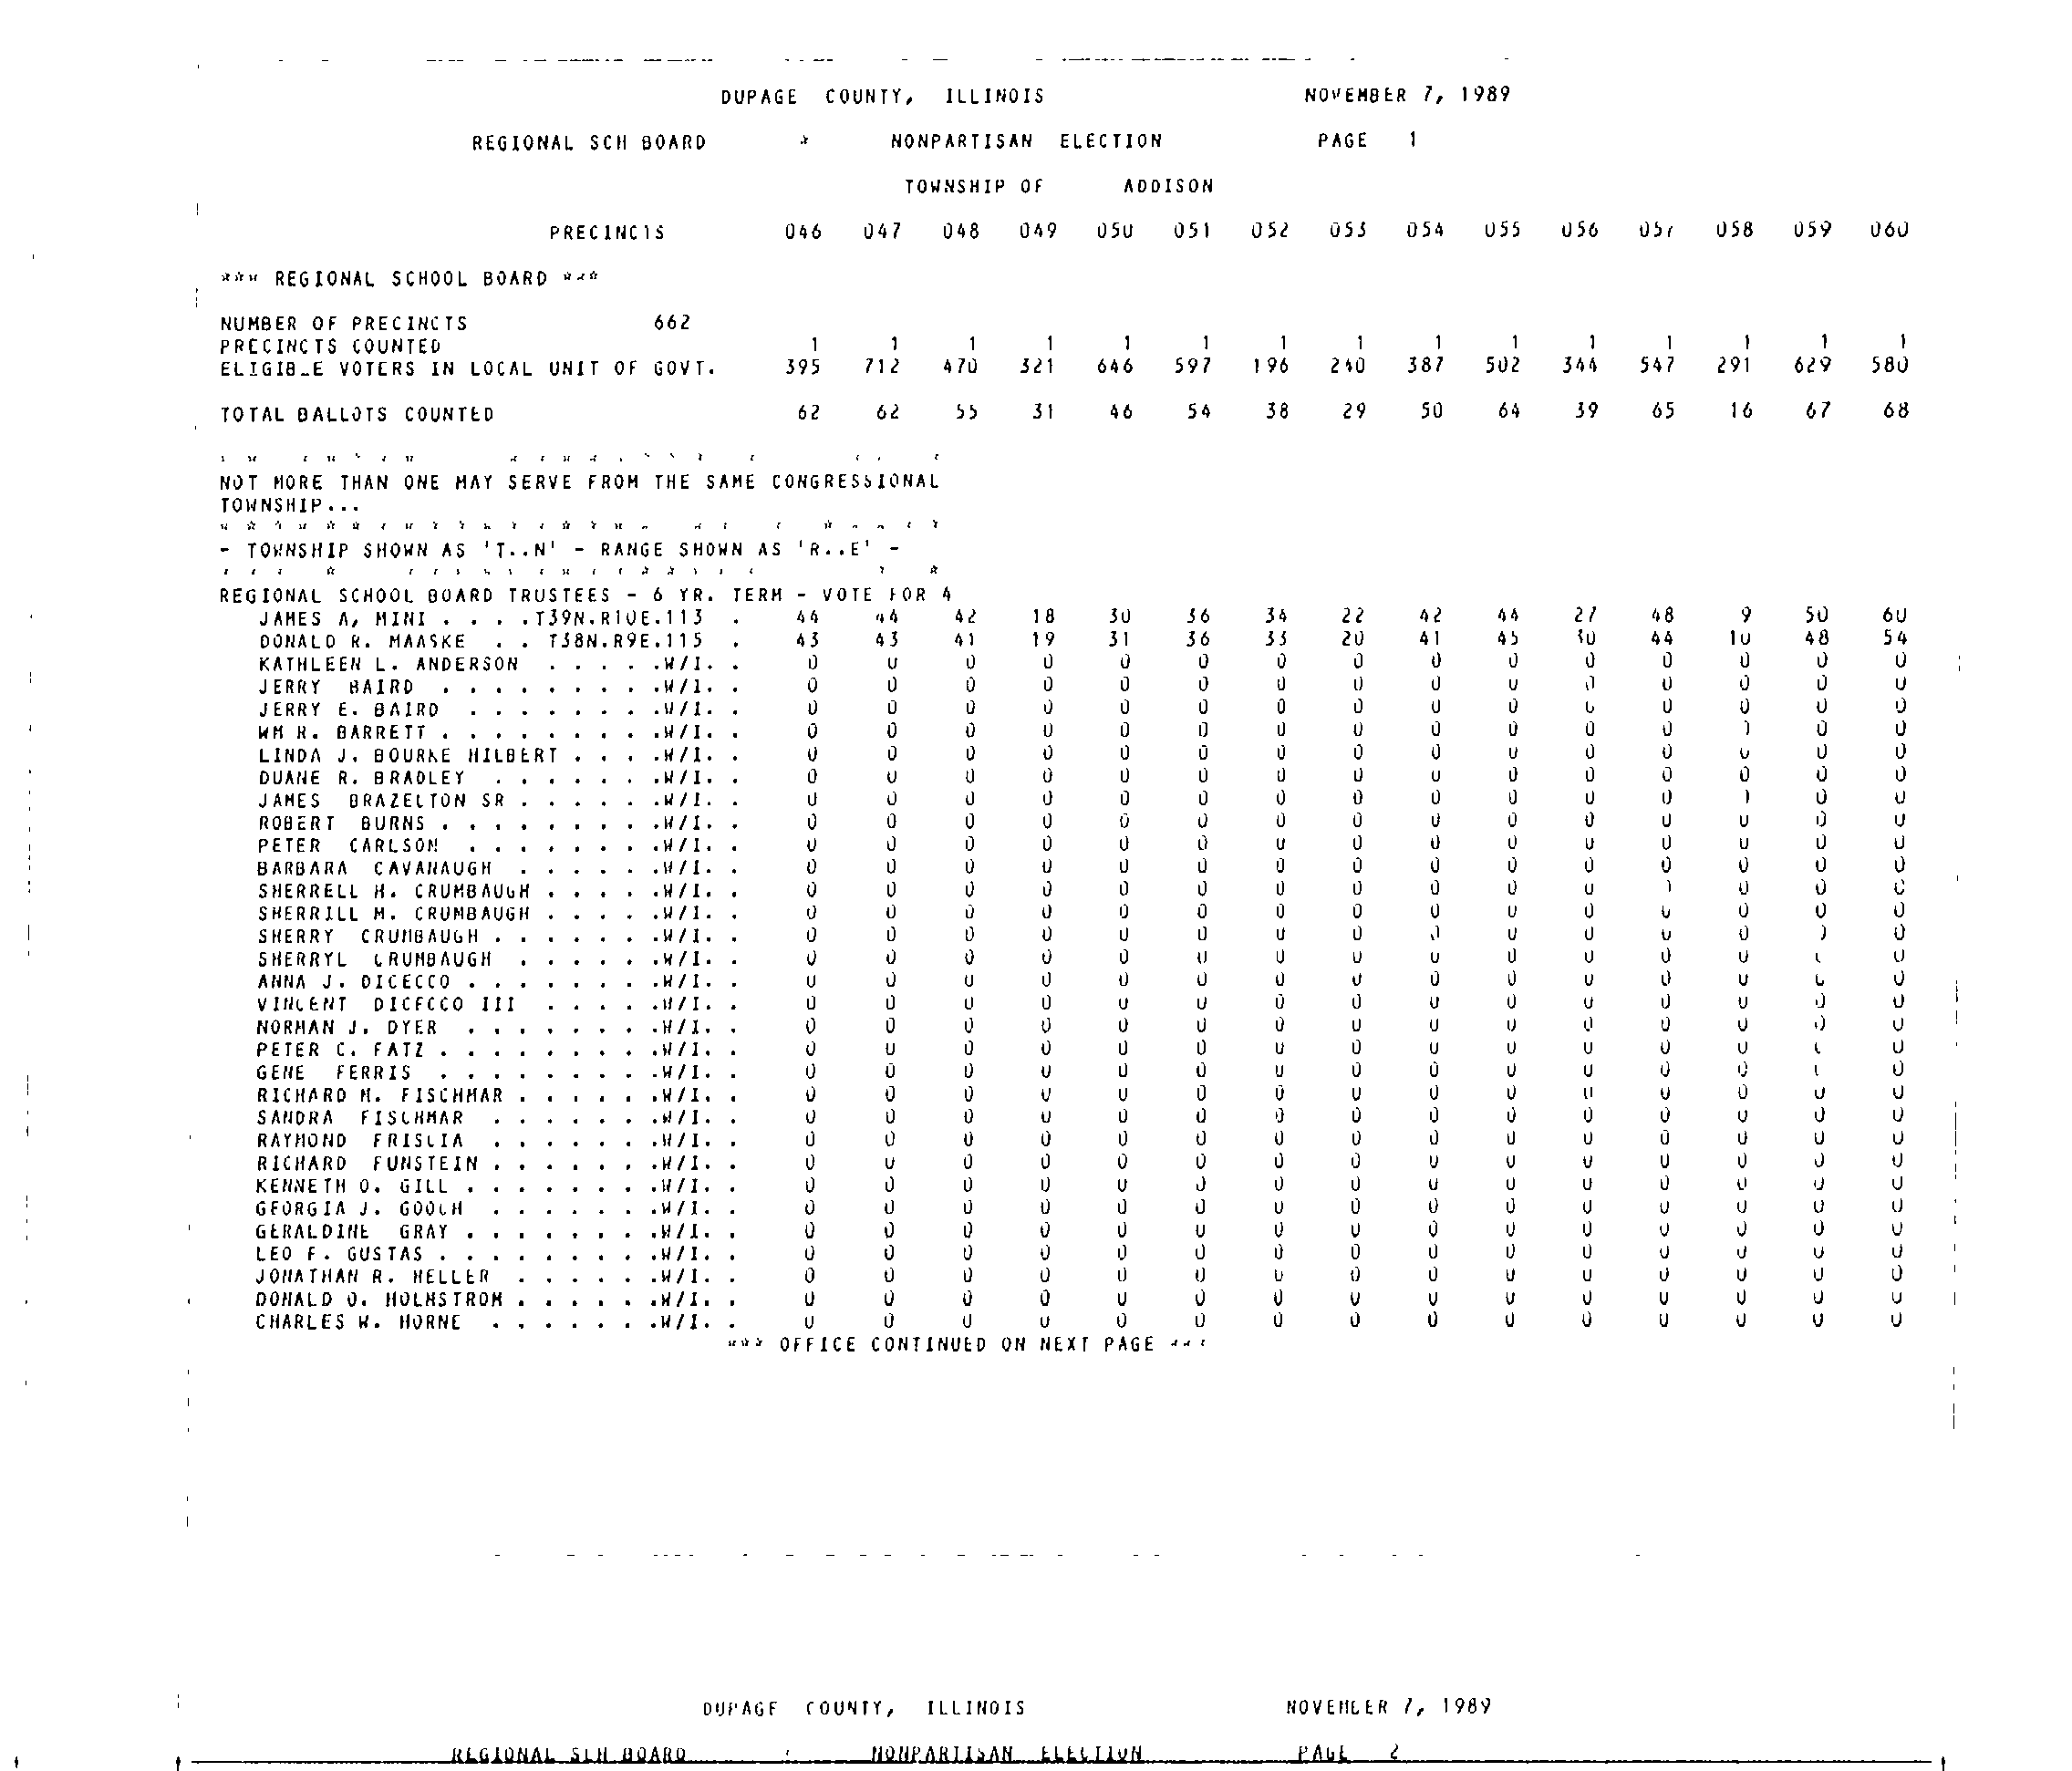 DUPAGE COUNTY, ILLINOIS NOVEMBER 7, 1989
REGIONAL SCH BOARD * NONPARTISAN ELECTION PAGE 1
TOWNSHIP OF ADDISON
PRECINCTS 046 047 048 049 050 051 052 053 054 055 056 057 058 059 060
*** REGIONAL SCHOOL BOARD ***
NUMBER OF PRECINCTS 662
PRECINCTS COUNTED 1 1 1 1 1 1 1 1 1 1 1 1 1 1 1
ELIGIBLE VOTERS IN LOCAL UNIT OF GOVT. 395 712 470 321 646 597 196 240 387 502 344 547 291 629 580
TOTAL BALLOTS COUNTED 62 62 55 31 46 54 38 29 50 64 39 65 16 67 68
NOT MORE THAN ONE MAY SERVE FROM THE SAME CONGRESSIONAL
TOWNSHIP...
- TOWNSHIP SHOWN AS 'T..N' - RANGE SHOWN AS 'R..E' -
REGIONAL SCHOOL BOARD TRUSTEES - 6 YR. TERM - VOTE FOR 4
JAMES A, MINI . . . .T39N.R10E.113 . 44 44 42 18 30 36 34 22 42 44 27 48 9 50 60
DONALD R. MAASKE . . T38N.R9E.115 . 43 43 41 19 31 36 33 20 41 45 30 44 10 48 54
KATHLEEN L. ANDERSON . . . . .W/I. . 0 0 0 0 0 0 0 0 0 0 0 0 0 0 0
JERRY BAIRD . . . . . . . . .W/I. . 0 0 0 0 0 0 0 0 0 0 0 0 0 0 0
JERRY E. BAIRD . . . . . . . .W/I. . 0 0 0 0 0 0 0 0 0 0 0 0 0 0 0
WM H. BARRETT . . . . . . . . .W/I. . 0 0 0 0 0 0 0 0 0 0 0 0 0 0 0
LINDA J. BOURKE HILBERT . . . .W/I. . 0 0 0 0 0 0 0 0 0 0 0 0 0 0 0
DUANE R. BRADLEY . . . . . . .W/I. . 0 0 0 0 0 0 0 0 0 0 0 0 0 0 0
JAMES BRAZELTON SR . . . . . .W/I. . 0 0 0 0 0 0 0 0 0 0 0 0 0 0 0
ROBERT BURNS . . . . . . . . .W/I. . 0 0 0 0 0 0 0 0 0 0 0 0 0 0 0
PETER CARLSON . . . . . . . .W/I. . 0 0 0 0 0 0 0 0 0 0 0 0 0 0 0
BARBARA CAVANAUGH . . . . . .W/I. . 0 0 0 0 0 0 0 0 0 0 0 0 0 0 0
SHERRELL H. CRUMBAUGH . . . . .W/I. . 0 0 0 0 0 0 0 0 0 0 0 0 0 0 0
SHERRILL M. CRUMBAUGH . . . . .W/I. . 0 0 0 0 0 0 0 0 0 0 0 0 0 0 0
SHERRY CRUMBAUGH . . . . . . .W/I. . 0 0 0 0 0 0 0 0 0 0 0 0 0 0 0
SHERRYL CRUMBAUGH . . . . . .W/I. . 0 0 0 0 0 0 0 0 0 0 0 0 0 0 0
ANNA J. DICECCO . . . . . . . .W/I. . 0 0 0 0 0 0 0 0 0 0 0 0 0 0 0
VINCENT DICECCO III . . . . .W/I. . 0 0 0 0 0 0 0 0 0 0 0 0 0 0 0
NORMAN J. DYER . . . . . . . .W/I. . 0 0 0 0 0 0 0 0 0 0 0 0 0 0 0
PETER C. FATZ . . . . . . . . .W/I. . 0 0 0 0 0 0 0 0 0 0 0 0 0 0 0
GENE FERRIS . . . . . . . . .W/I. . 0 0 0 0 0 0 0 0 0 0 0 0 0 0 0
RICHARD M. FISCHMAR . . . . . .W/I. . 0 0 0 0 0 0 0 0 0 0 0 0 0 0 0
SANDRA FISCHMAR . . . . . . .W/I. . 0 0 0 0 0 0 0 0 0 0 0 0 0 0 0
RAYMOND FRISLIA . . . . . . .W/I. . 0 0 0 0 0 0 0 0 0 0 0 0 0 0 0
RICHARD FUNSTEIN . . . . . . .W/I. . 0 0 0 0 0 0 0 0 0 0 0 0 0 0 0
KENNETH O. GILL . . . . . . . .W/I. . 0 0 0 0 0 0 0 0 0 0 0 0 0 0 0
GEORGIA J. GOOCH . . . . . . .W/I. . 0 0 0 0 0 0 0 0 0 0 0 0 0 0 0
GERALDINE GRAY . . . . . . . .W/I. . 0 0 0 0 0 0 0 0 0 0 0 0 0 0 0
LEO F. GUSTAS . . . . . . . . .W/I. . 0 0 0 0 0 0 0 0 0 0 0 0 0 0 0
JONATHAN R. HELLER . . . . . .W/I. . 0 0 0 0 0 0 0 0 0 0 0 0 0 0 0
DONALD O. HOLMSTROM . . . . . .W/I. . 0 0 0 0 0 0 0 0 0 0 0 0 0 0 0
CHARLES W. HORNE . . . . . . .W/I. . 0 0 0 0 0 0 0 0 0 0 0 0 0 0 0
*** OFFICE CONTINUED ON NEXT PAGE ***
DUPAGE COUNTY, ILLINOIS NOVEMBER 7, 1989
REGIONAL SCH BOARD NONPARTISAN ELECTION PAGE 2